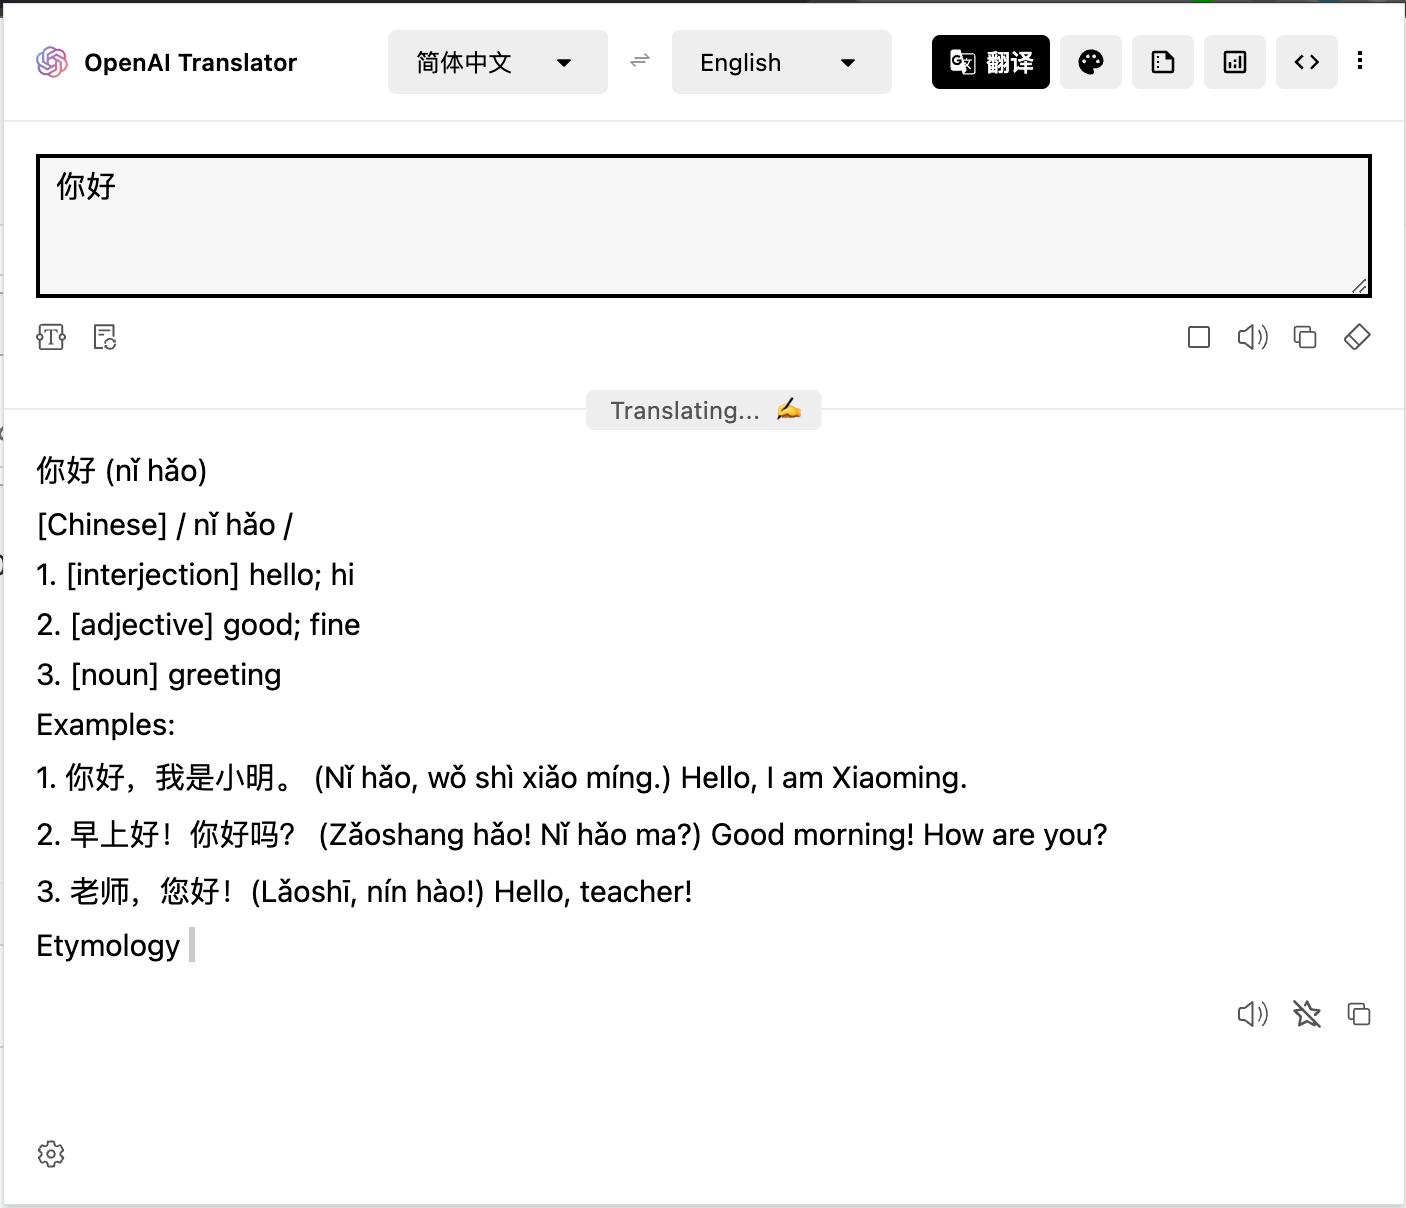 OpenAI Translator
简体中文
English
翻译
你好
Translating... ✍️
你好 (nǐ hǎo)
[Chinese] / nǐ hǎo /
1. [interjection] hello; hi
2. [adjective] good; fine
3. [noun] greeting
Examples:
1. 你好，我是小明。 (Nǐ hǎo, wǒ shì xiǎo míng.) Hello, I am Xiaoming.
2. 早上好！你好吗？ (Zǎoshang hǎo! Nǐ hǎo ma?) Good morning! How are you?
3. 老师，您好！(Lǎoshī, nín hào!) Hello, teacher!
Etymology